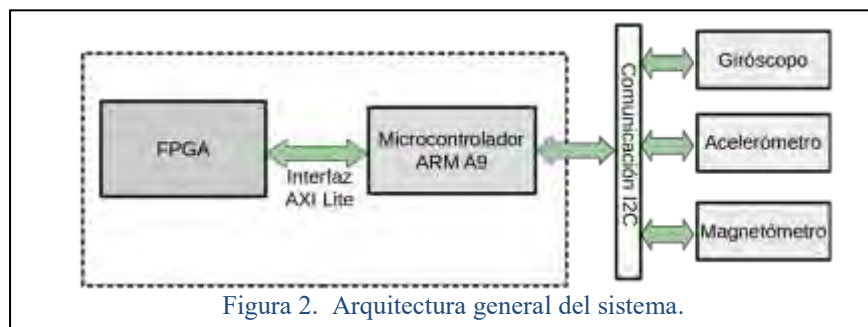 FPGA
Interfaz
AXI Lite
Microcontrolador
ARM A9
Comunicación I2C
Giróscopo
Acelerómetro
Magnetómetro
Figura 2. Arquitectura general del sistema.